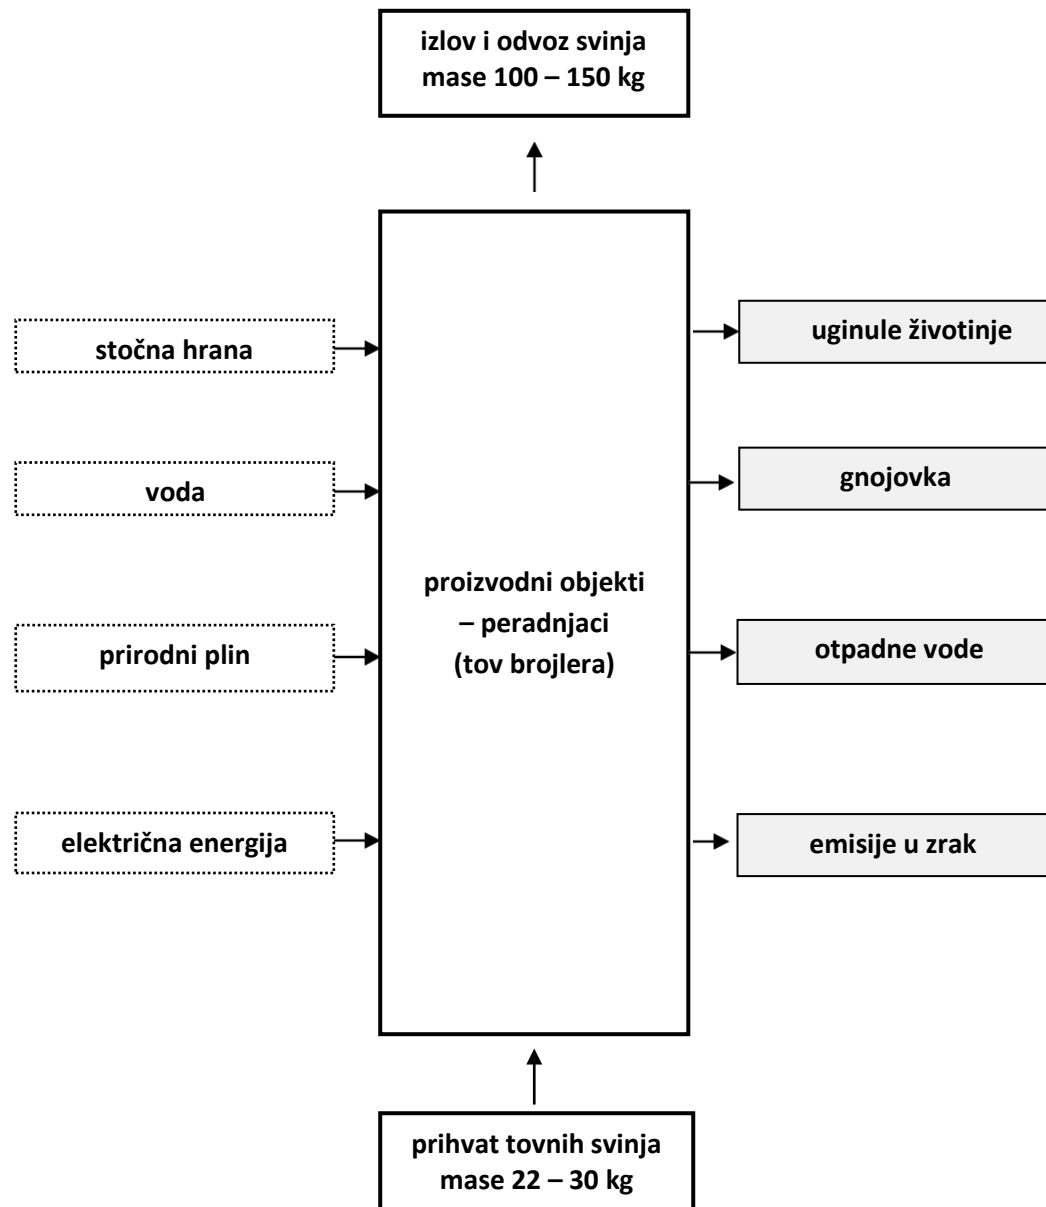 izlov i odvoz svinja
mase 100 – 150 kg
stočna hrana
voda
prirodni plin
električna energija
proizvodni objekti
– peradnjaci
(tov brojlera)
uginule životinje
gnojovka
otpadne vode
emisije u zrak
prihvat tovnih svinja
mase 22 – 30 kg